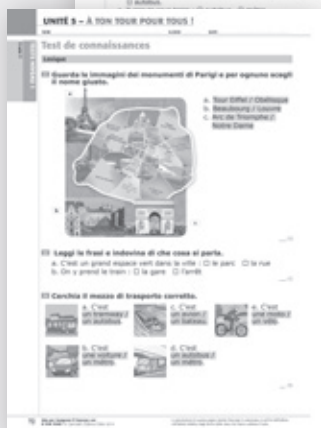 autobus.
UNITÉ 5 – À TON TOUR POUR TOUS !
Test de connaissances
Lexique
Guarda le immagini dei monumenti di Parigi e per ognuno scegli
il nome giusto.
a. Tour Eiffel / Obélisque
b. Beaubourg / Louvre
c. Arc de Triomphe /
Notre Dame
b.
c.
Leggi le frasi e indovina di che cosa si parla.
a. C'est un grand espace vert dans la ville : □ le parc □ la rue
b. On y prend le train : □ la gare □ l'arrêt
Cerchia il mezzo di trasporto corretto.
a. C'est
un tramway /
un autobus.
c. C'est
un avion /
un bateau.
e. C'est
une moto /
un vélo.
b. C'est
une voiture /
un métro.
d. C'est
un autobus /
un métro.